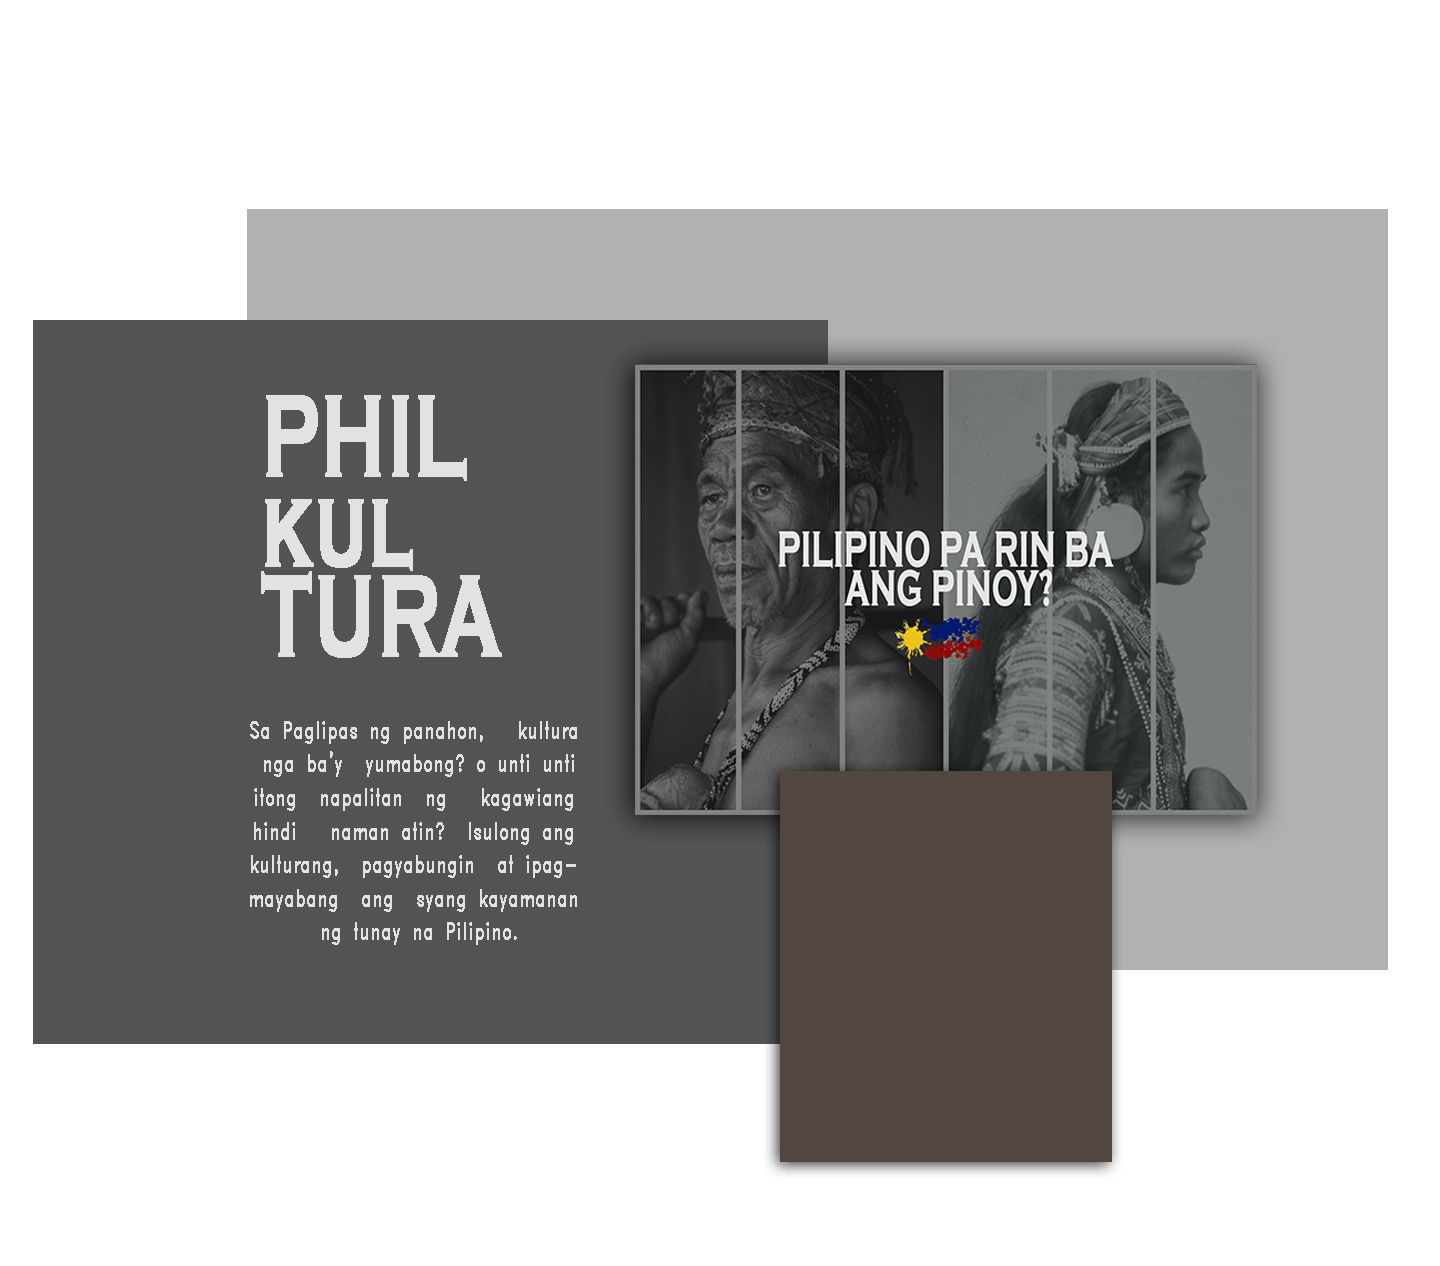 PHIL
KUL
TURA
Sa Paglipas ng panahon, kultura
nga ba'y yumabong? o unti unti
itong napalitan ng kagawiang
hindi naman atin? Isulong ang
kulturang, pagyabungin at ipag-
mayabang ang syang kayamanan
ng tunay na Pilipino.
PILIPINO PA RIN BA
ANG PINOY?